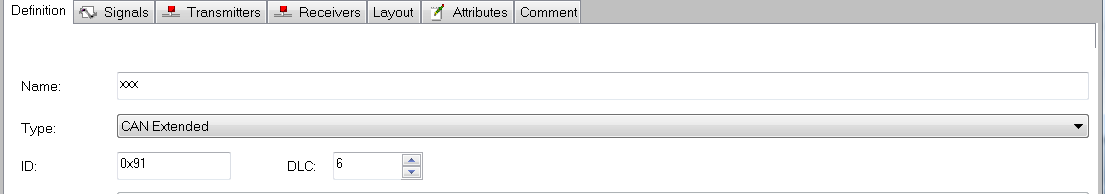 Definition Signals Transmitters Receivers Layout Attributes Comment
Name: xxx
Type: CAN Extended
ID: 0x91 DLC: 6